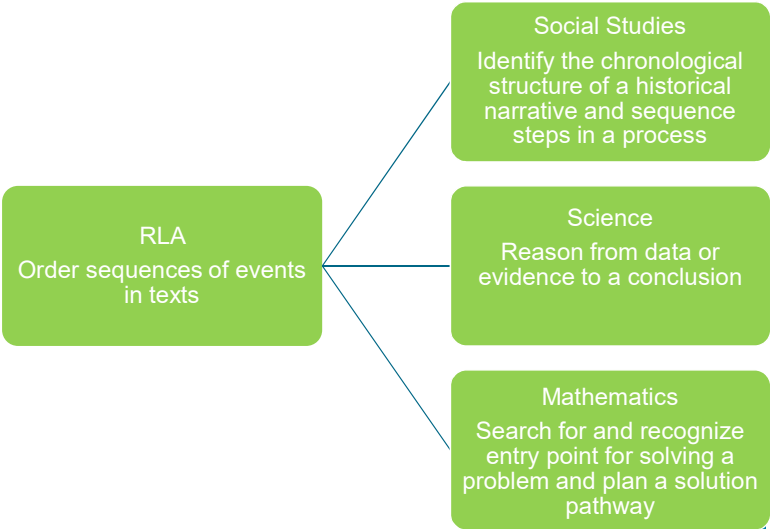 RLA
Order sequences of events
in texts
Social Studies
Identify the chronological
structure of a historical
narrative and sequence
steps in a process
Science
Reason from data or
evidence to a conclusion
Mathematics
Search for and recognize
entry point for solving a
problem and plan a solution
pathway